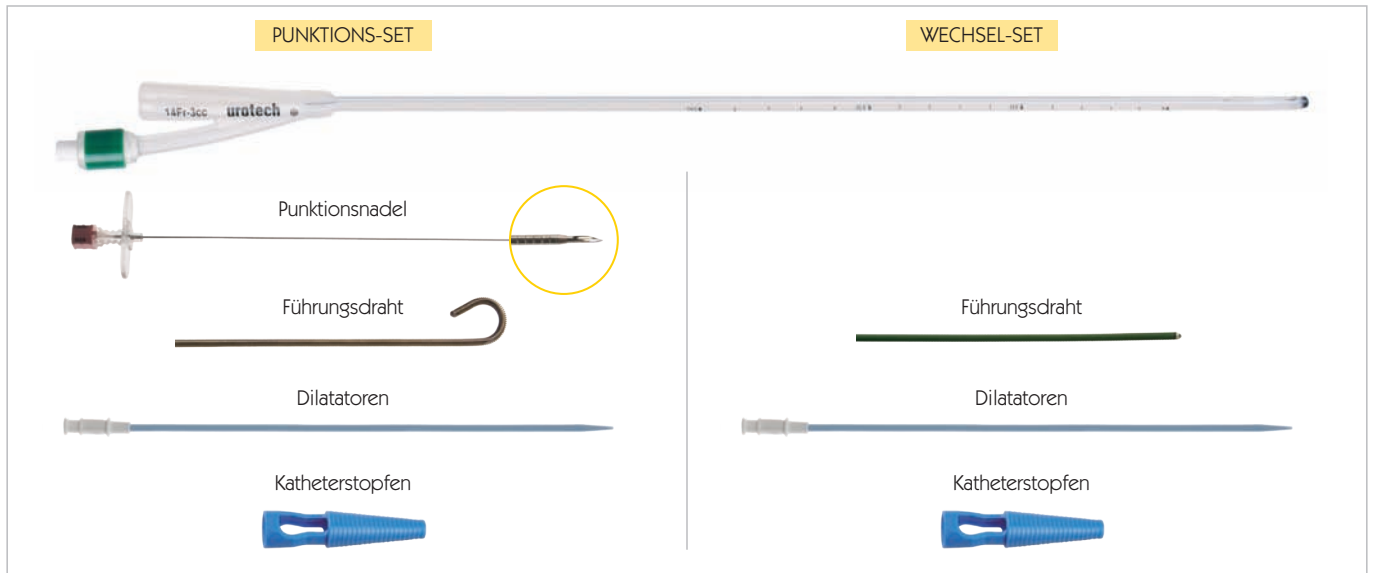 PUNKTIONS-SET
WECHSEL-SET
14Fr-3cc urotech
Punktionsnadel
Führungsdraht
Führungsdraht
Dilatatoren
Dilatatoren
Katheterstopfen
Katheterstopfen